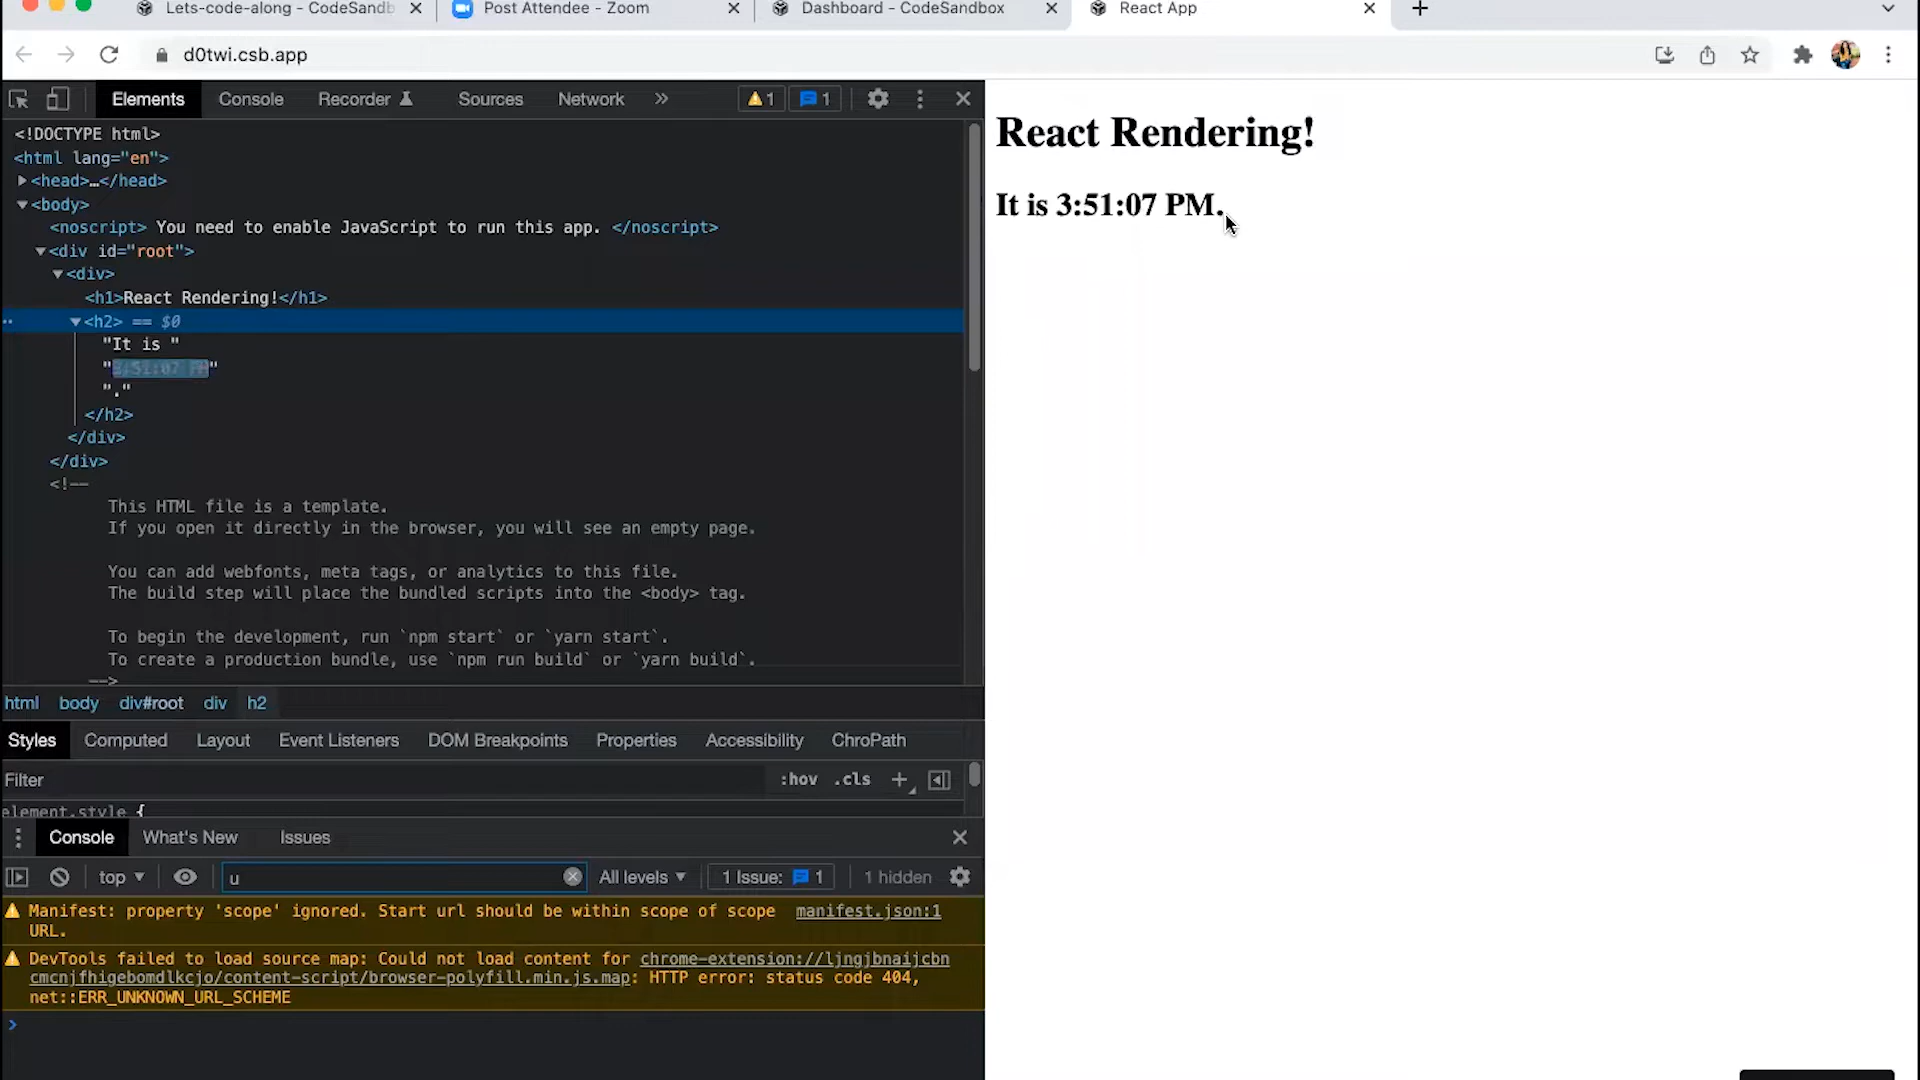 Lets-code-along - CodeSandb
Post Attendee - Zoom
Dashboard - CodeSandbox
React App
d0twi.csb.app
Elements Console Recorder Sources Network » 1 1
<!DOCTYPE html>
<html lang="en">
<head>…</head>
<body>
<noscript> You need to enable JavaScript to run this app. </noscript>
<div id="root">
<div>
<h1>React Rendering!</h1>
<h2> == $0
"It is "
"3:51:07 PM"
"."
</h2>
</div>
</div>
<!--
This HTML file is a template.
If you open it directly in the browser, you will see an empty page.
You can add webfonts, meta tags, or analytics to this file.
The build step will place the bundled scripts into the <body> tag.
To begin the development, run `npm start` or `yarn start`.
To create a production bundle, use `npm run build` or `yarn build`.
-->
html body div#root div h2
Styles Computed Layout Event Listeners DOM Breakpoints Properties Accessibility ChroPath
Filter :hov .cls +
element.style {
Console What's New Issues
top u All levels 1 Issue: 1 1 hidden
Manifest: property 'scope' ignored. Start url should be within scope of scope manifest.json:1
URL.
DevTools failed to load source map: Could not load content for chrome-extension://ljngjbnaijcbn
cmcnjfhigebomdlkcjo/content-script/browser-polyfill.min.js.map: HTTP error: status code 404,
net::ERR_UNKNOWN_URL_SCHEME
>
React Rendering!
It is 3:51:07 PM.